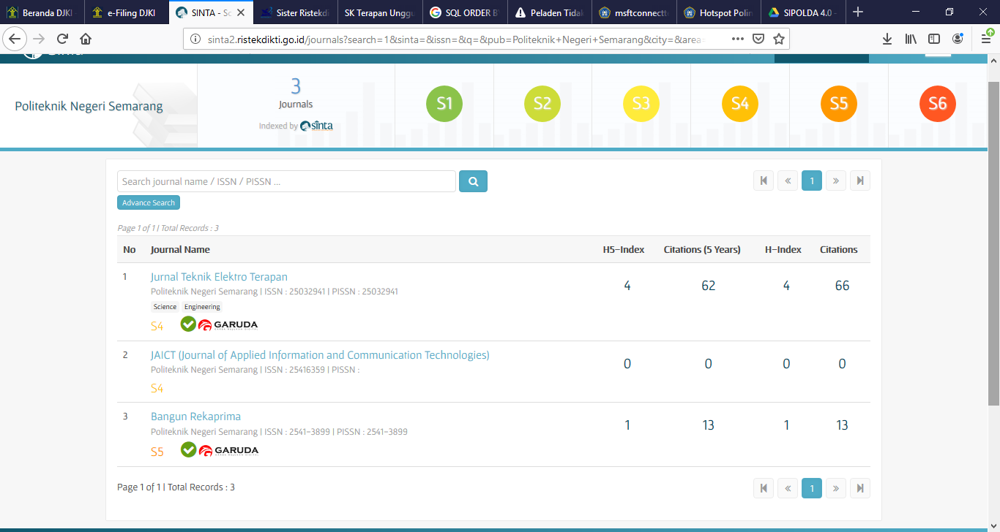 Beranda DJKI
e-Filing DJKI
SINTA - Sc
Sister Ristekdi
SK Terapan Unggu
SQL ORDER BY
Peladen Tidak
msftconnectt
Hotspot Polin
SIPOLDA 4.0 -
sinta2.ristekdikti.go.id/journals?search=1&sinta=&issn=&q=&pub=Politeknik+Negeri+Semarang&city=&area=
Politeknik Negeri Semarang
3
Journals
Indexed by sinta
S1
S2
S3
S4
S5
S6
Search journal name / ISSN / PISSN ...
1
Advance Search
Page 1 of 1 | Total Records : 3
No Journal Name H5-Index Citations (5 Years) H-Index Citations
1 Jurnal Teknik Elektro Terapan 4 62 4 66
Politeknik Negeri Semarang | ISSN : 25032941 | PISSN : 25032941
Science Engineering
S4 GARUDA
2 JAICT (Journal of Applied Information and Communication Technologies) 0 0 0 0
Politeknik Negeri Semarang | ISSN : 25416359 | PISSN :
S4
3 Bangun Rekaprima 1 13 1 13
Politeknik Negeri Semarang | ISSN : 2541-3899 | PISSN : 2541-3899
S5 GARUDA
Page 1 of 1 | Total Records : 3
1